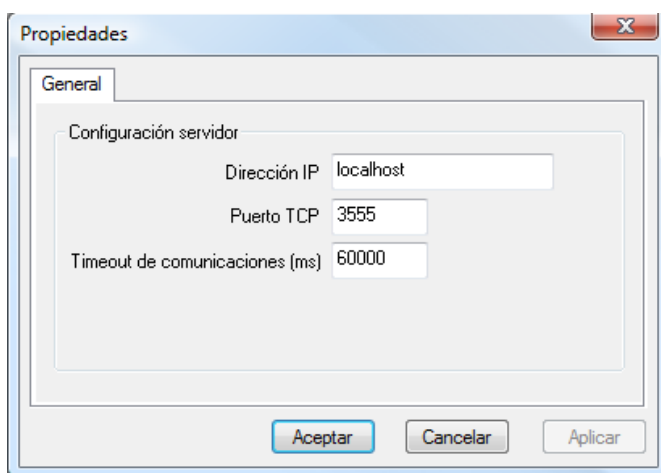 Propiedades
General
Configuración servidor
Dirección IP localhost
Puerto TCP 3555
Timeout de comunicaciones (ms) 60000
Aceptar Cancelar Aplicar